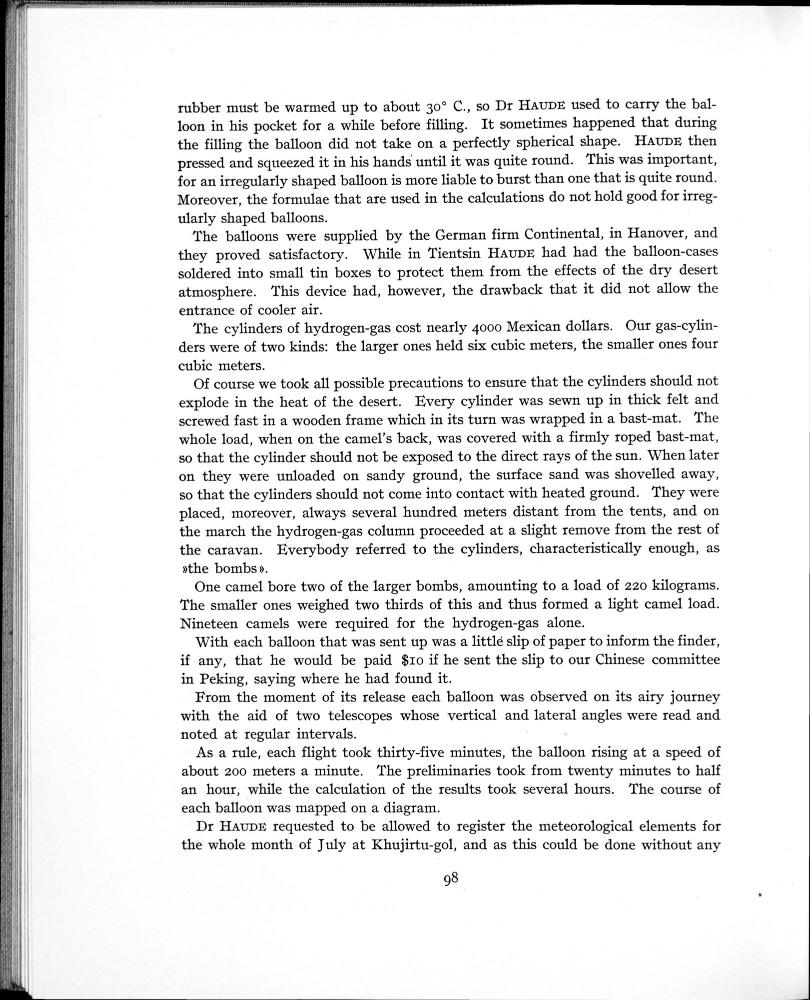 rubber must be warmed up to about 30° C., so Dr HAUDE used to carry the bal-
loon in his pocket for a while before filling. It sometimes happened that during
the filling the balloon did not take on a perfectly spherical shape. HAUDE then
pressed and squeezed it in his hands until it was quite round. This was important,
for an irregularly shaped balloon is more liable to burst than one that is quite round.
Moreover, the formulae that are used in the calculations do not hold good for irreg-
ularly shaped balloons.
The balloons were supplied by the German firm Continental, in Hanover, and
they proved satisfactory. While in Tientsin HAUDE had had the balloon-cases
soldered into small tin boxes to protect them from the effects of the dry desert
atmosphere. This device had, however, the drawback that it did not allow the
entrance of cooler air.
The cylinders of hydrogen-gas cost nearly 4000 Mexican dollars. Our gas-cylin-
ders were of two kinds: the larger ones held six cubic meters, the smaller ones four
cubic meters.
Of course we took all possible precautions to ensure that the cylinders should not
explode in the heat of the desert. Every cylinder was sewn up in thick felt and
screwed fast in a wooden frame which in its turn was wrapped in a bast-mat. The
whole load, when on the camel's back, was covered with a firmly roped bast-mat,
so that the cylinder should not be exposed to the direct rays of the sun. When later
on they were unloaded on sandy ground, the surface sand was shovelled away,
so that the cylinders should not come into contact with heated ground. They were
placed, moreover, always several hundred meters distant from the tents, and on
the march the hydrogen-gas column proceeded at a slight remove from the rest of
the caravan. Everybody referred to the cylinders, characteristically enough, as
»the bombs».
One camel bore two of the larger bombs, amounting to a load of 220 kilograms.
The smaller ones weighed two thirds of this and thus formed a light camel load.
Nineteen camels were required for the hydrogen-gas alone.
With each balloon that was sent up was a little slip of paper to inform the finder,
if any, that he would be paid $10 if he sent the slip to our Chinese committee
in Peking, saying where he had found it.
From the moment of its release each balloon was observed on its airy journey
with the aid of two telescopes whose vertical and lateral angles were read and
noted at regular intervals.
As a rule, each flight took thirty-five minutes, the balloon rising at a speed of
about 200 meters a minute. The preliminaries took from twenty minutes to half
an hour, while the calculation of the results took several hours. The course of
each balloon was mapped on a diagram.
Dr HAUDE requested to be allowed to register the meteorological elements for
the whole month of July at Khujirtu-gol, and as this could be done without any
98